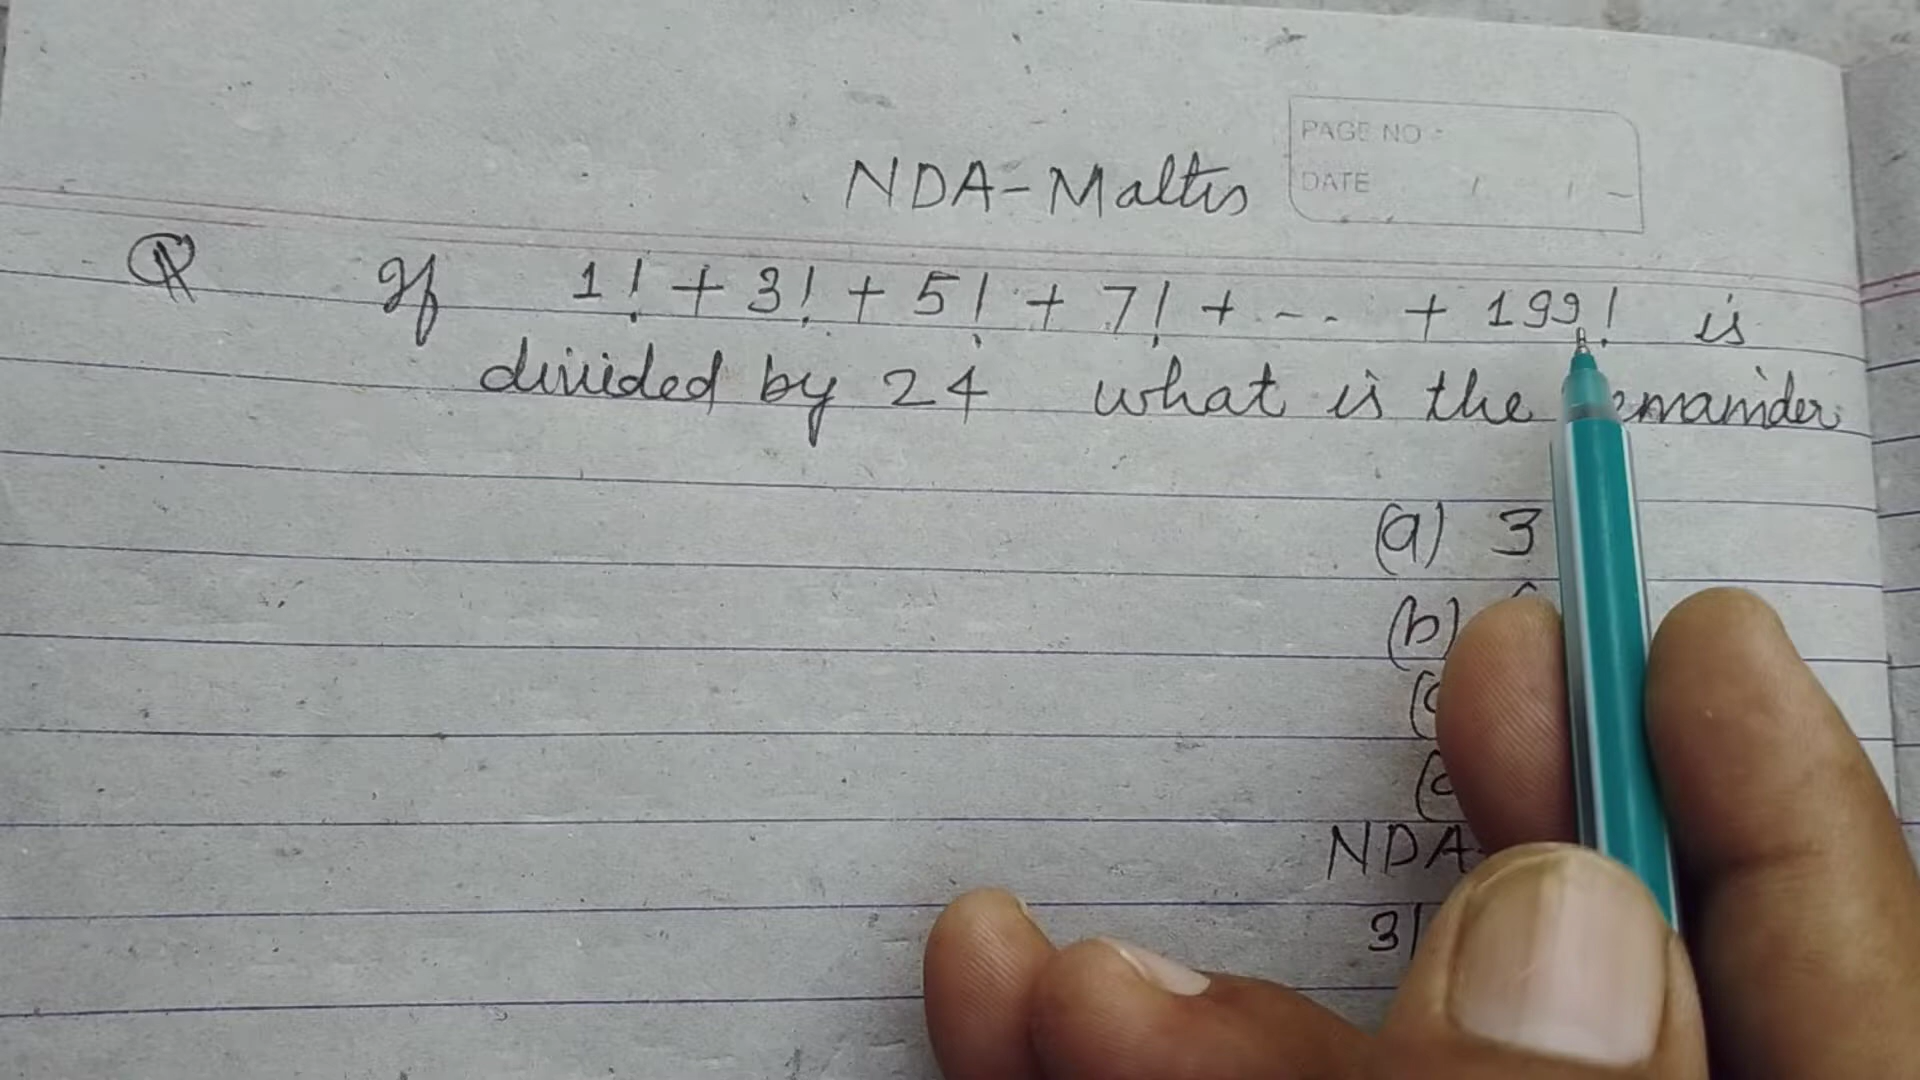 PAGE NO :
DATE / /
NDA-Maths
Q If 1! + 3! + 5! + 7! + -- . + 199! is
divided by 24 what is the emainder
(a) 3
(b)
NDA